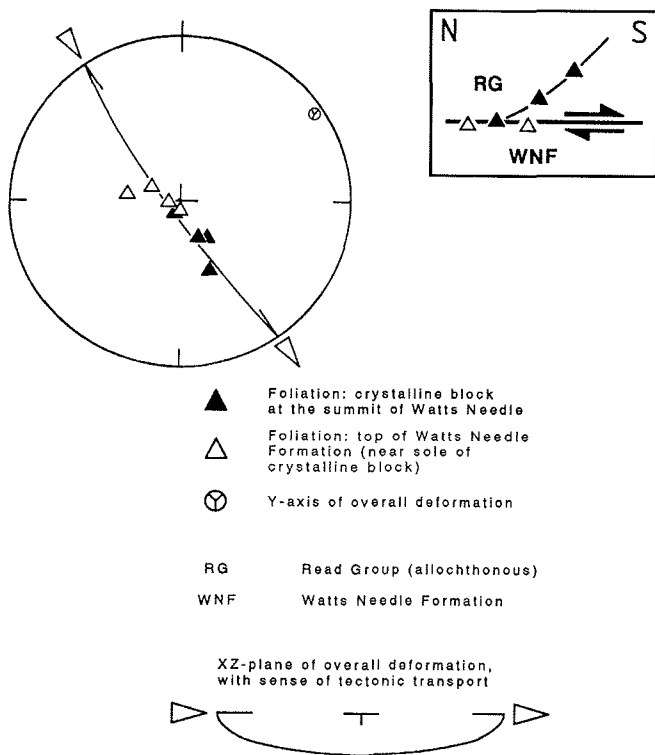 N S
RG
WNF
Y
Foliation: crystalline block
at the summit of Watts Needle
Foliation: top of Watts Needle
Formation (near sole of
crystalline block)
Y
Y-axis of overall deformation
RG Read Group (allochthonous)
WNF Watts Needle Formation
XZ-plane of overall deformation,
with sense of tectonic transport